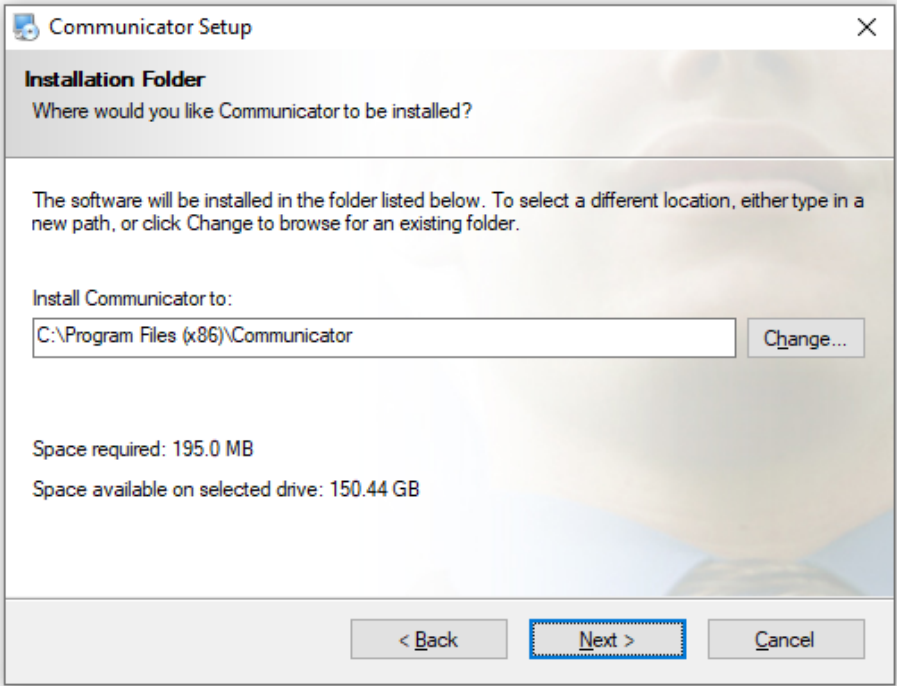 Communicator Setup
Installation Folder
Where would you like Communicator to be installed?
The software will be installed in the folder listed below. To select a different location, either type in a
new path, or click Change to browse for an existing folder.
Install Communicator to:
C:\Program Files (x86)\Communicator
Change...
Space required: 195.0 MB
Space available on selected drive: 150.44 GB
< Back
Next >
Cancel